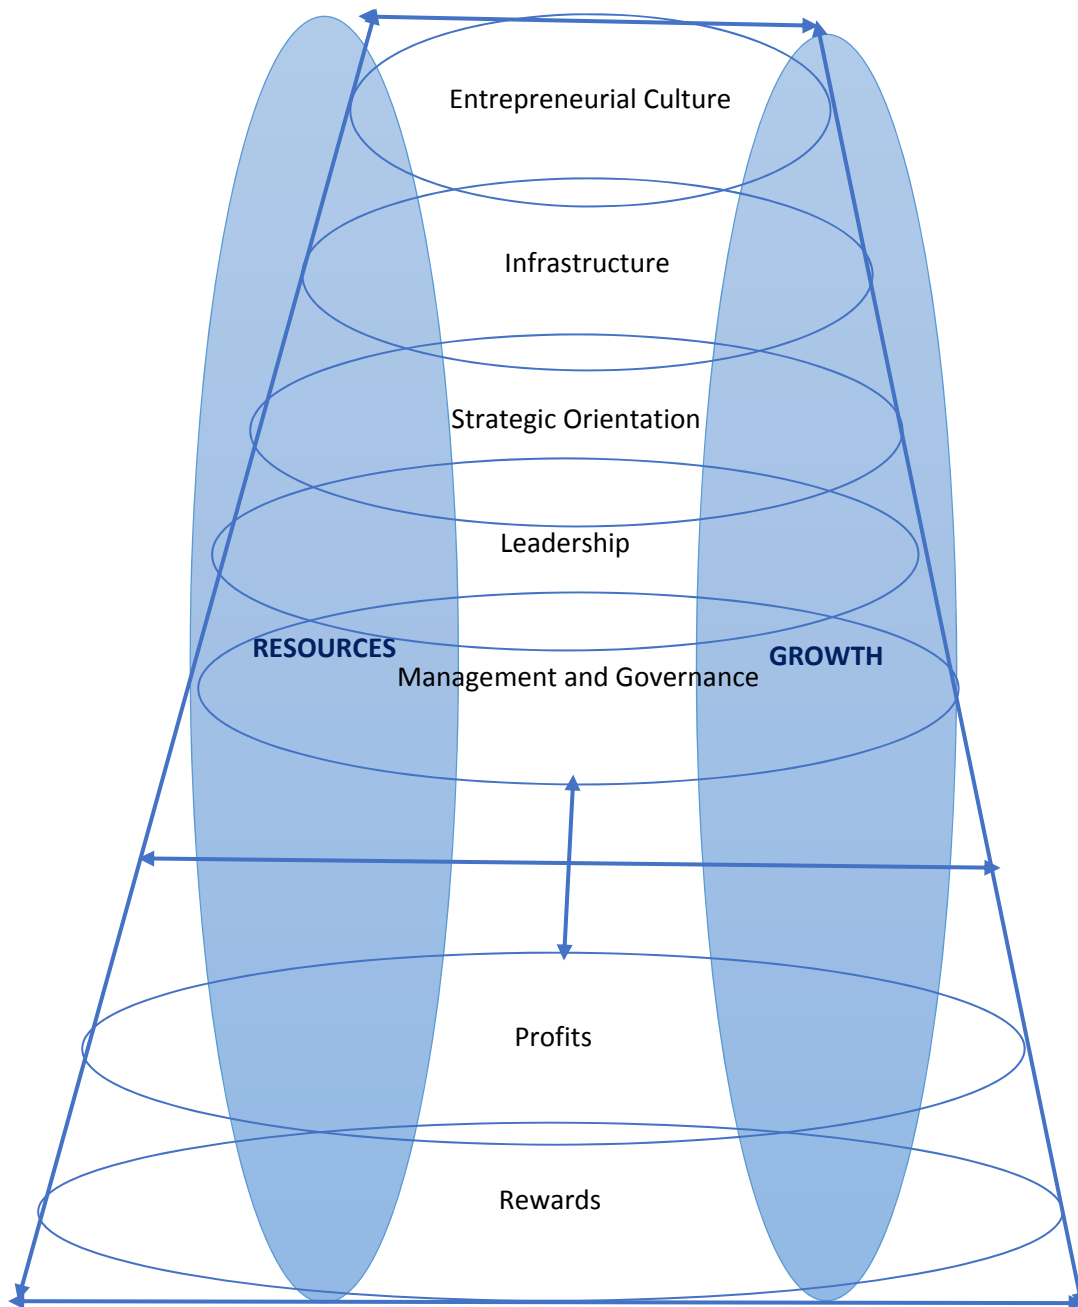 Entrepreneurial Culture
Infrastructure
Strategic Orientation
Leadership
RESOURCES
GROWTH
Management and Governance
Profits
Rewards